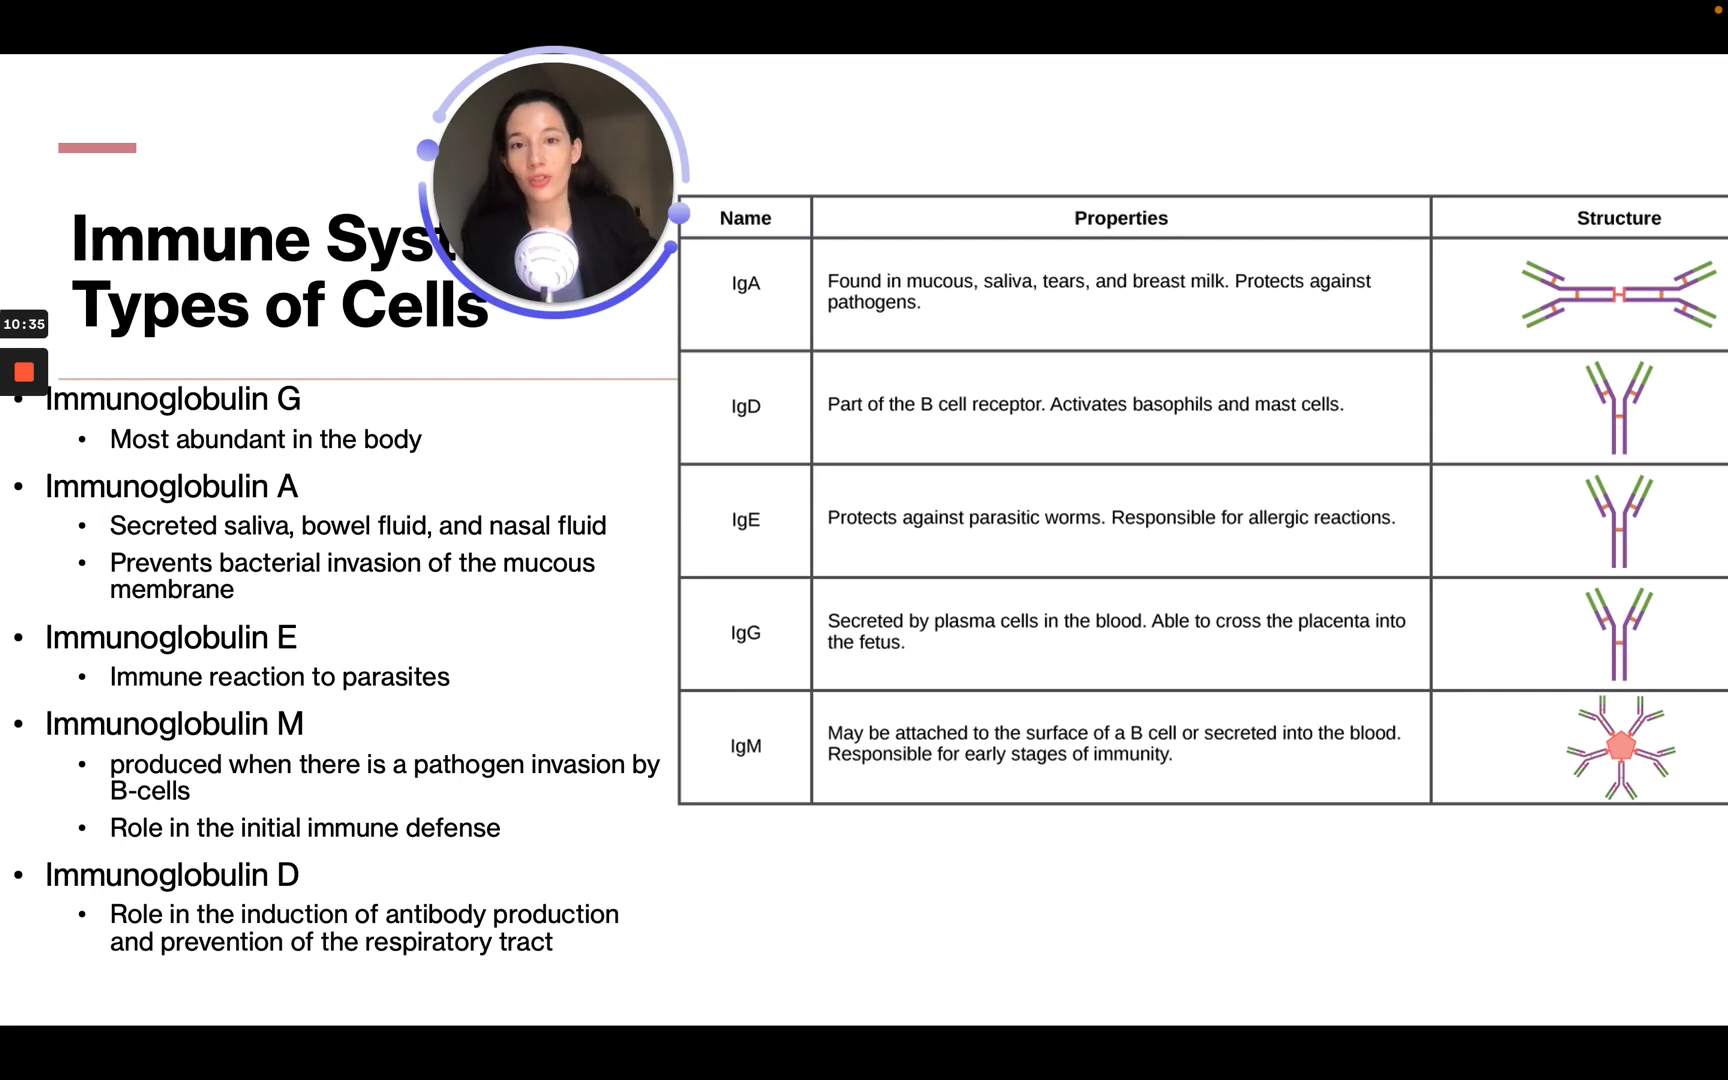 Immune Syst
Types of Cells
10:35
• Immunoglobulin G
• Most abundant in the body
• Immunoglobulin A
• Secreted saliva, bowel fluid, and nasal fluid
• Prevents bacterial invasion of the mucous
membrane
• Immunoglobulin E
• Immune reaction to parasites
• Immunoglobulin M
• produced when there is a pathogen invasion by
B-cells
• Role in the initial immune defense
• Immunoglobulin D
• Role in the induction of antibody production
and prevention of the respiratory tract
Name Properties Structure
IgA
Found in mucous, saliva, tears, and breast milk. Protects against
pathogens.
IgD
Part of the B cell receptor. Activates basophils and mast cells.
IgE
Protects against parasitic worms. Responsible for allergic reactions.
IgG
Secreted by plasma cells in the blood. Able to cross the placenta into
the fetus.
IgM
May be attached to the surface of a B cell or secreted into the blood.
Responsible for early stages of immunity.